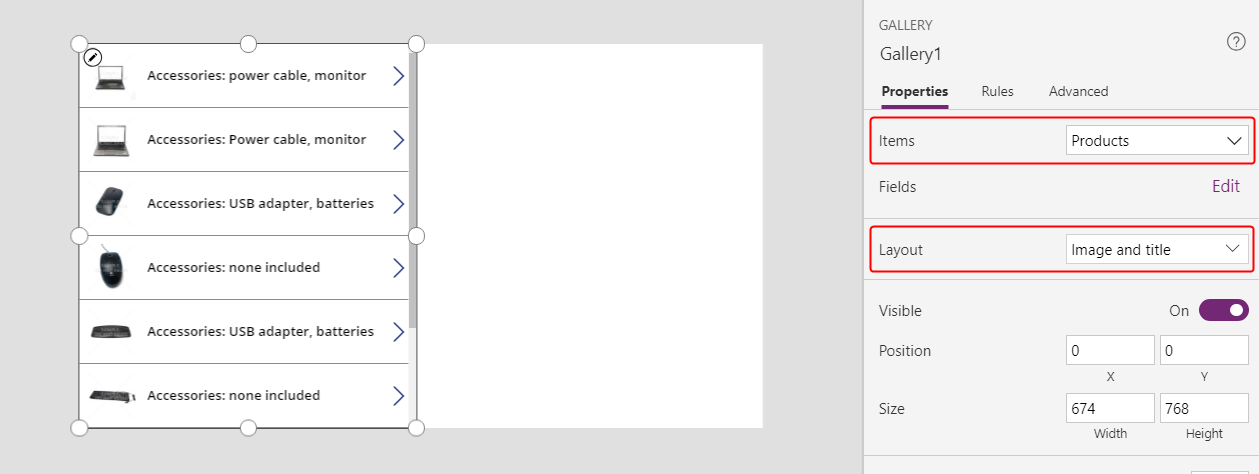 Accessories: power cable, monitor
Accessories: Power cable, monitor
Accessories: USB adapter, batteries
Accessories: none included
Accessories: USB adapter, batteries
Accessories: none included
GALLERY
Gallery1
?
Properties Rules Advanced
Items Products
Fields Edit
Layout Image and title
Visible On
Position 0 0
X Y
Size 674 768
Width Height